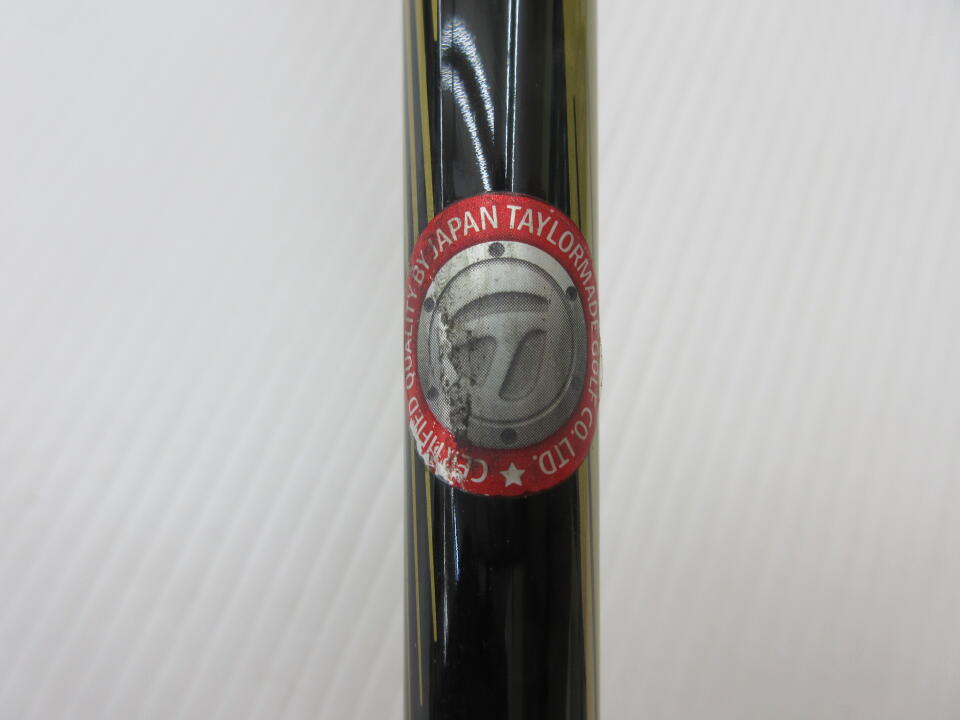 CERTIFIED QUALITY BY JAPAN TAYLORMADE GOLF CO.LTD. ★